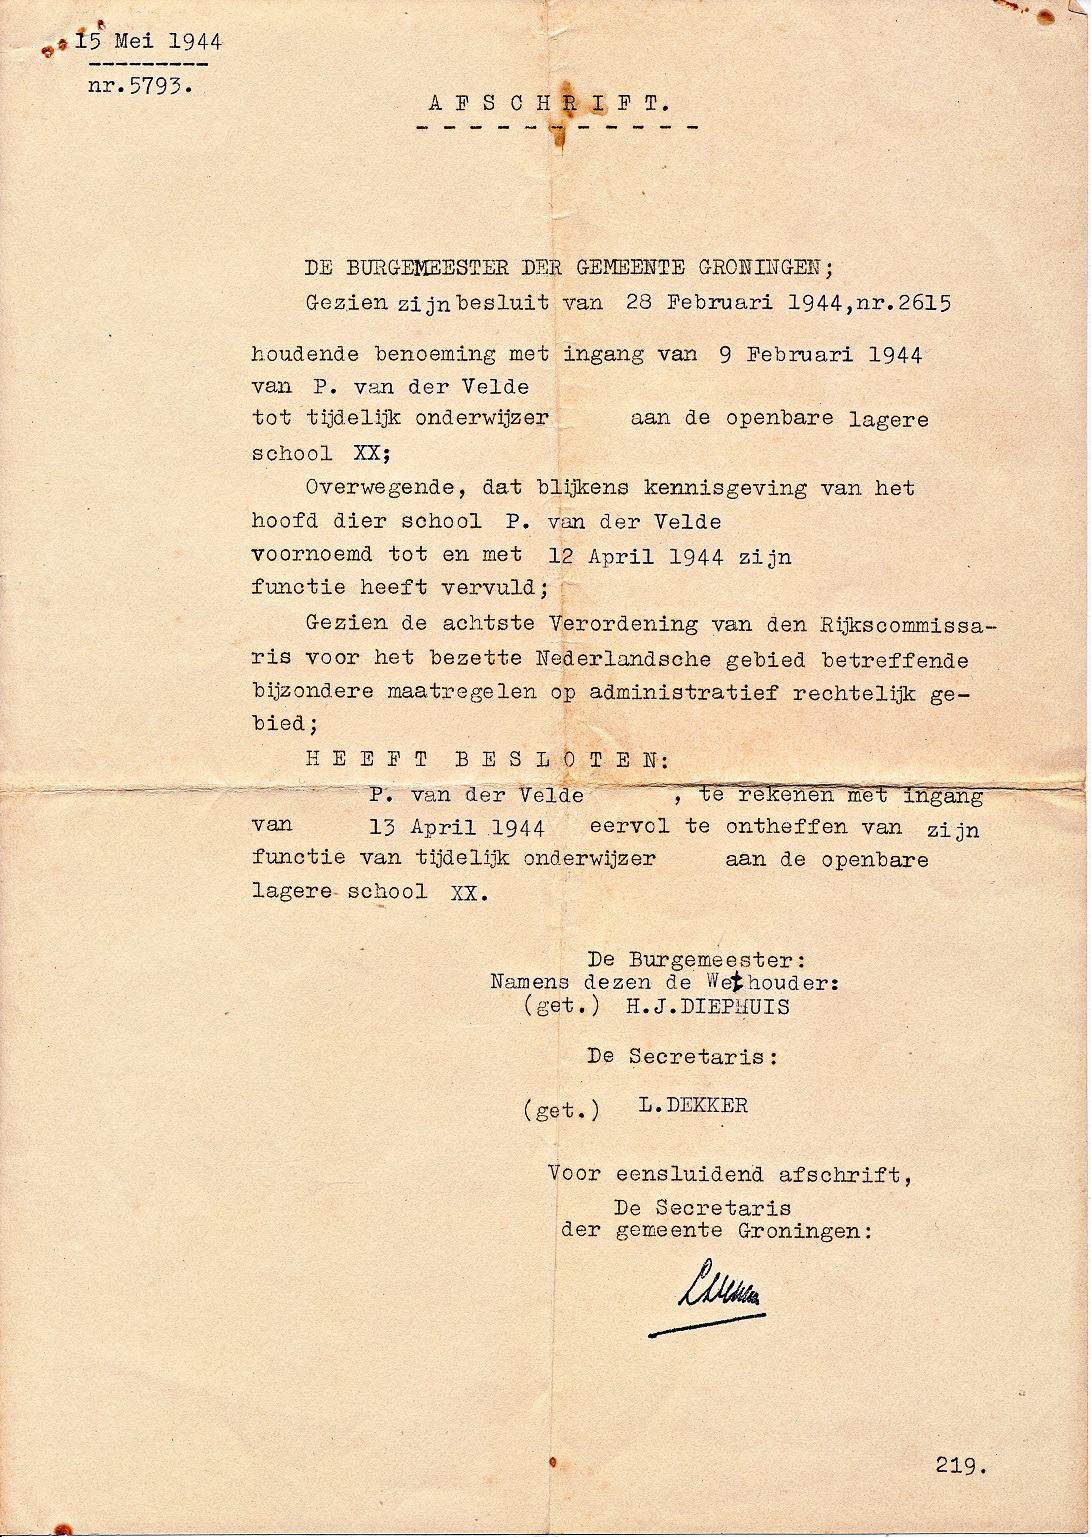 15 Mei 1944
nr.5793.
A F S C H R I F T.
DE BURGEMEESTER DER GEMEENTE GRONINGEN;
Gezien zijn besluit van 28 Februari 1944,nr.2615
houdende benoeming met ingang van 9 Februari 1944
van P. van der Velde
tot tijdelijk onderwijzer aan de openbare lagere
school XX;
Overwegende, dat blijkens kennisgeving van het
hoofd dier school P. van der Velde
voornoemd tot en met 12 April 1944 zijn
functie heeft vervuld;
Gezien de achtste Verordening van den Rijkscommissa-
ris voor het bezette Nederlandsche gebied betreffende
bijzondere maatregelen op administratief rechtelijk ge-
bied;
H E E F T B E S L O T E N:
P. van der Velde , te rekenen met ingang
van 13 April 1944 eervol te ontheffen van zijn
functie van tijdelijk onderwijzer aan de openbare
lagere school XX.
De Burgemeester:
Namens dezen de Wethouder:
(get.) H.J.DIEPHUIS
De Secretaris:
(get.) L.DEKKER
Voor eensluidend afschrift,
De Secretaris
der gemeente Groningen:
219.